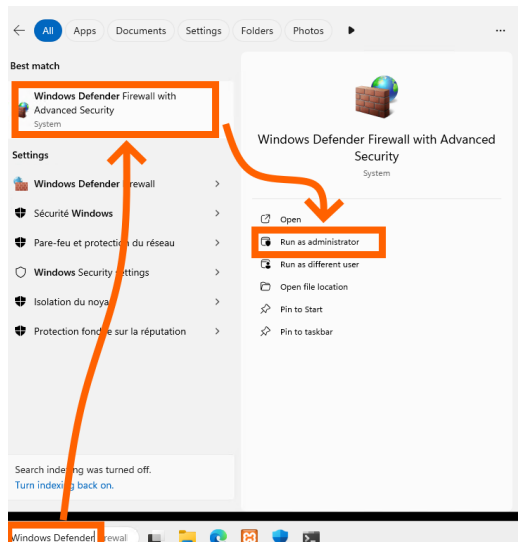 All Apps Documents Settings Folders Photos
Best match
Windows Defender Firewall with
Advanced Security
System
Settings
Windows Defender Firewall
Sécurité Windows
Pare-feu et protection du réseau
Windows Security settings
Isolation du noyau
Protection fondée sur la réputation
Search indexing was turned off.
Turn indexing back on.
Windows Defender Firewall with Advanced
Security
System
Open
Run as administrator
Run as different user
Open file location
Pin to Start
Pin to taskbar
Windows Defender